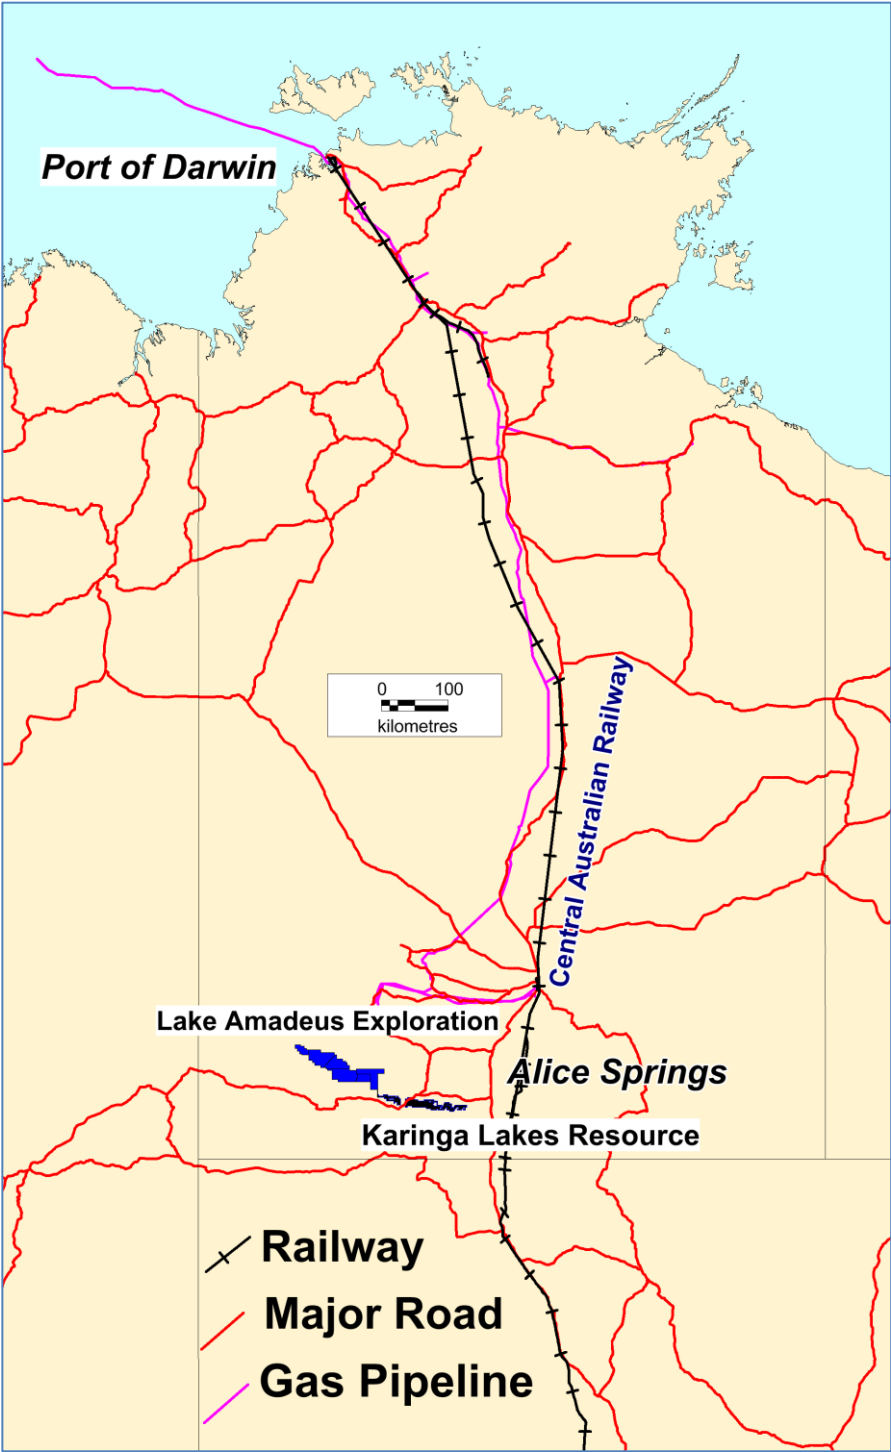 Port of Darwin
0 100
kilometres
Central Australian Railway
Lake Amadeus Exploration
Alice Springs
Karinga Lakes Resource
Railway
Major Road
Gas Pipeline